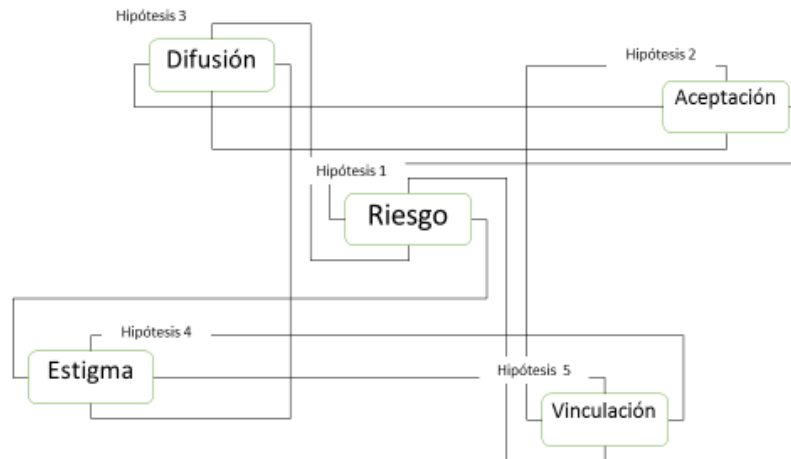 Hipótesis 3
Difusión
Hipótesis 2
Aceptación
Hipótesis 1
Riesgo
Hipótesis 4
Estigma
Hipótesis 5
Vinculación